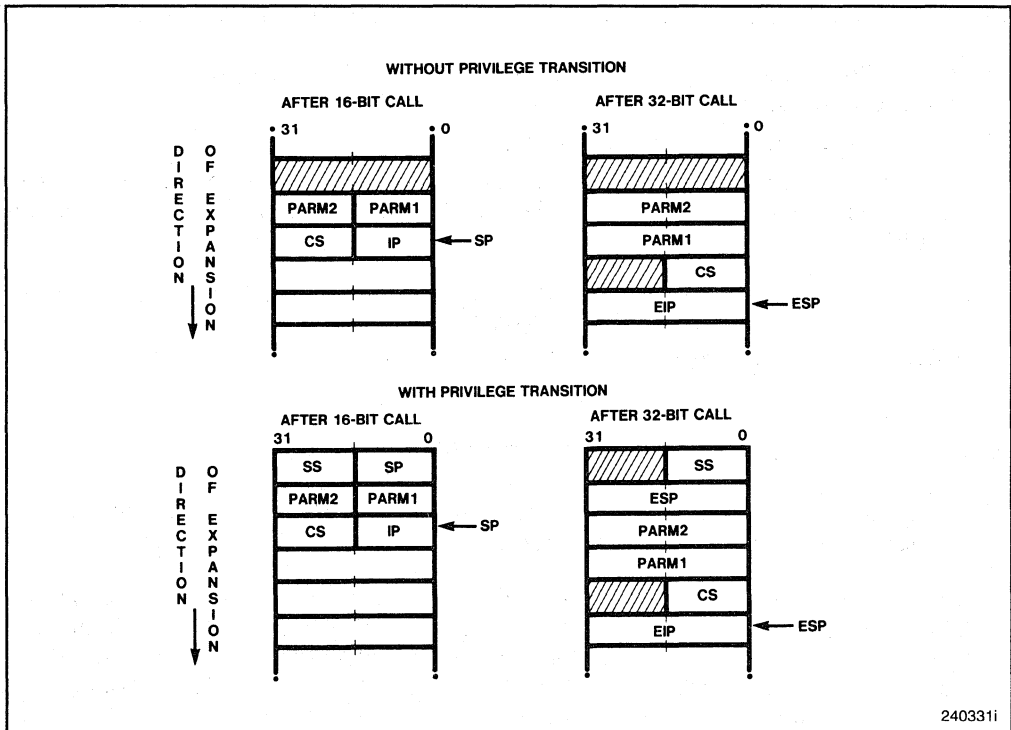 WITHOUT PRIVILEGE TRANSITION
AFTER 16-BIT CALL
AFTER 32-BIT CALL
31
0
31
0
DIRECTION
OF EXPANSION
PARM2
PARM1
CS
IP
SP
PARM2
PARM1
CS
EIP
ESP
WITH PRIVILEGE TRANSITION
AFTER 16-BIT CALL
AFTER 32-BIT CALL
31
0
31
0
DIRECTION
OF EXPANSION
SS
SP
PARM2
PARM1
CS
IP
SP
SS
ESP
PARM2
PARM1
CS
EIP
ESP
240331i